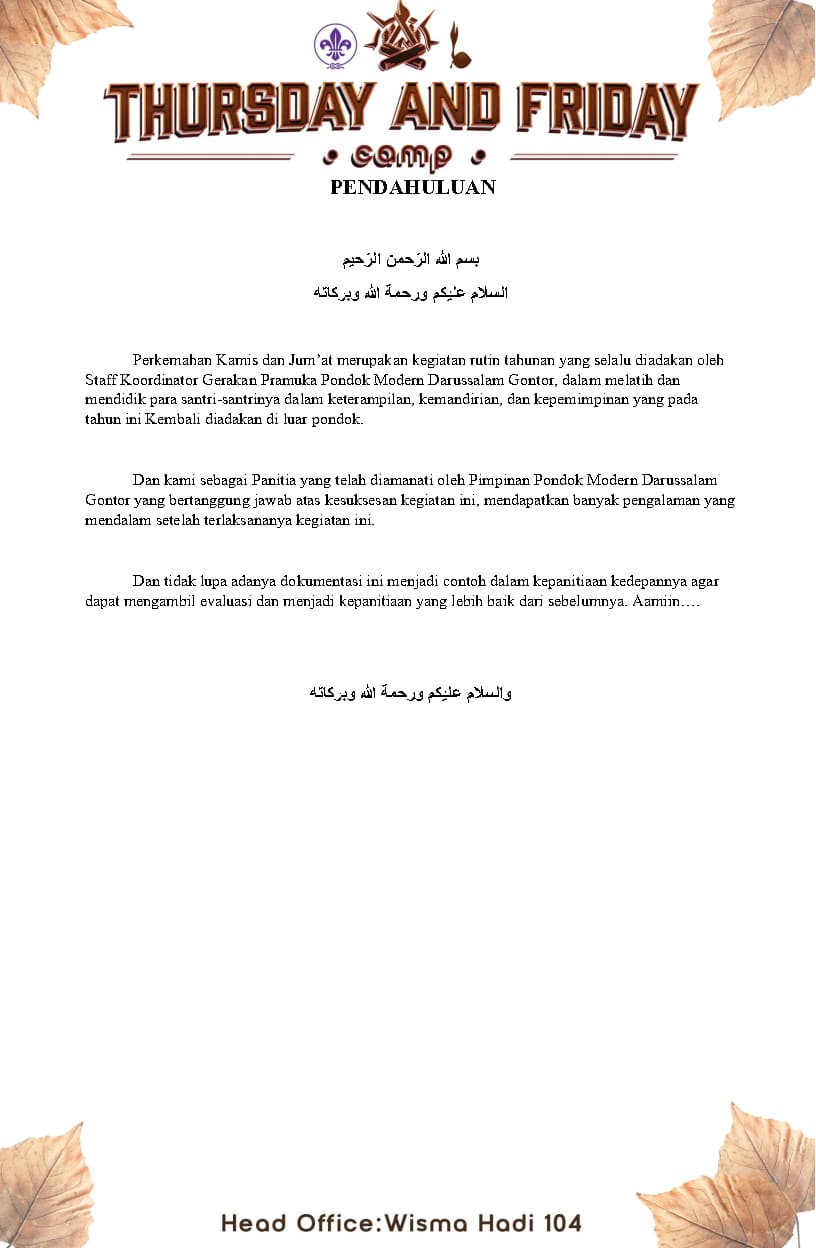 THURSDAY AND FRIDAY
camp
PENDAHULUAN
بسم الله الرّحمن الرّحيم
السلام عليكم ورحمة الله وبركاته
Perkemahan Kamis dan Jum’at merupakan kegiatan rutin tahunan yang selalu diadakan oleh
Staff Koordinator Gerakan Pramuka Pondok Modern Darussalam Gontor, dalam melatih dan
mendidik para santri-santrinya dalam keterampilan, kemandirian, dan kepemimpinan yang pada
tahun ini Kembali diadakan di luar pondok.
Dan kami sebagai Panitia yang telah diamanati oleh Pimpinan Pondok Modern Darussalam
Gontor yang bertanggung jawab atas kesuksesan kegiatan ini, mendapatkan banyak pengalaman yang
mendalam setelah terlaksananya kegiatan ini.
Dan tidak lupa adanya dokumentasi ini menjadi contoh dalam kepanitiaan kedepannya agar
dapat mengambil evaluasi dan menjadi kepanitiaan yang lebih baik dari sebelumnya. Aamiin….
والسلام عليكم ورحمة الله وبركاته
Head Office:Wisma Hadi 104